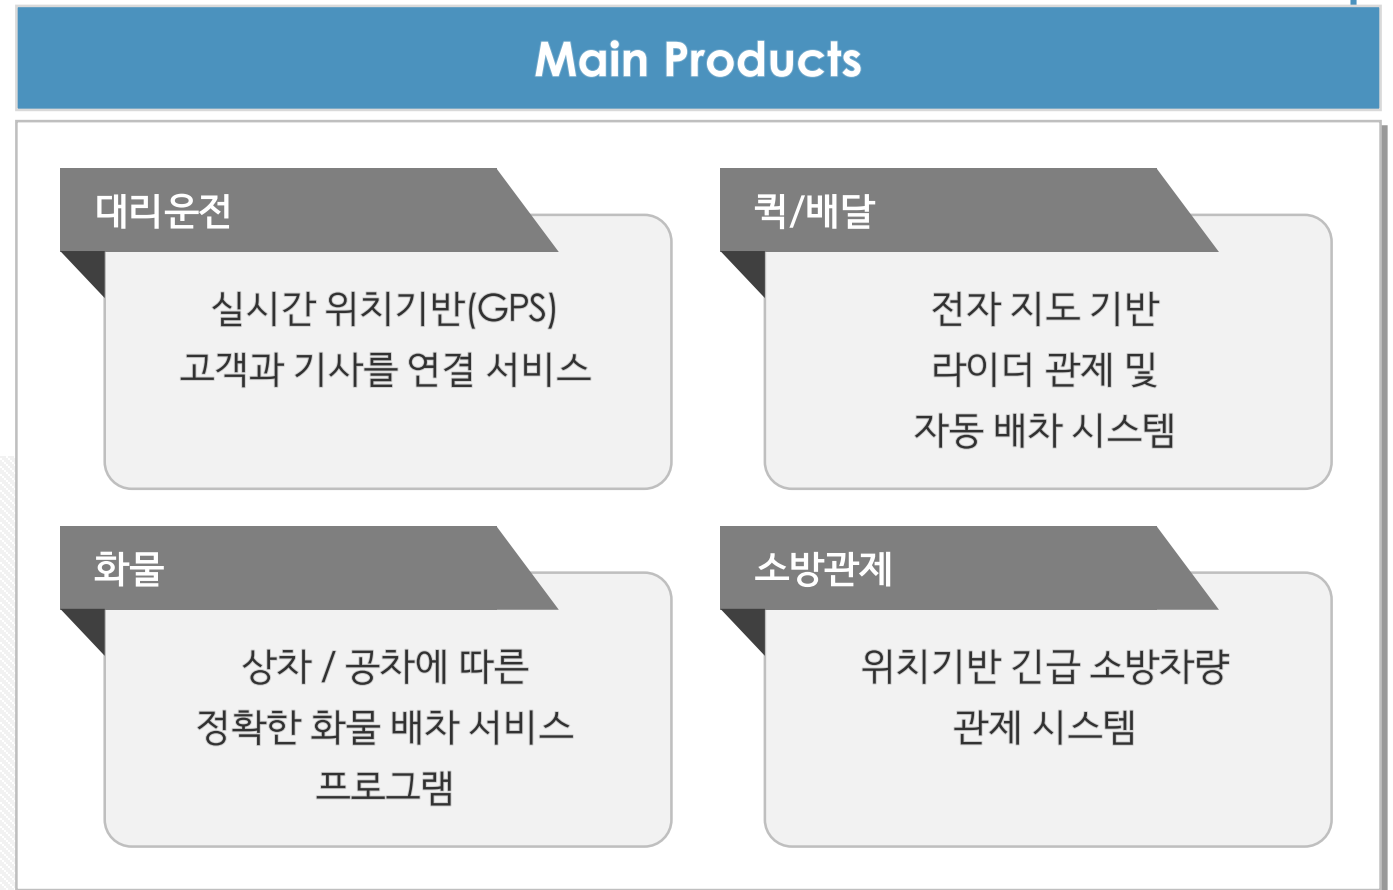 Main Products
대리운전
실시간 위치기반(GPS)
고객과 기사를 연결 서비스
퀵/배달
전자 지도 기반
라이더 관제 및
자동 배차 시스템
화물
상차 / 공차에 따른
정확한 화물 배차 서비스
프로그램
소방관제
위치기반 긴급 소방차량
관제 시스템